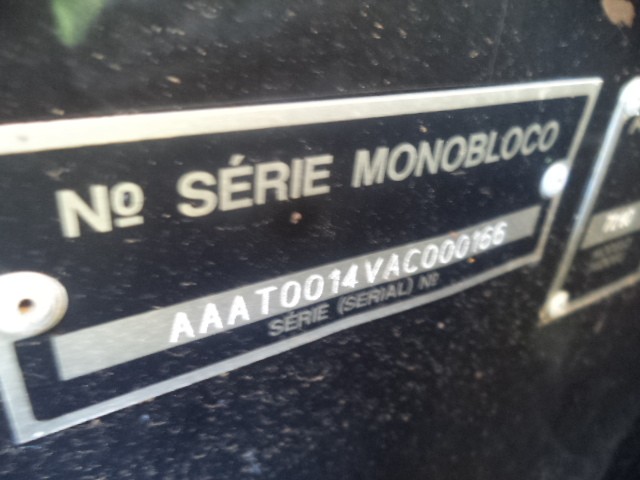 Nº SÉRIE MONOBLOCO
AAAT0014VAC000166
SÉRIE (SERIAL) Nº